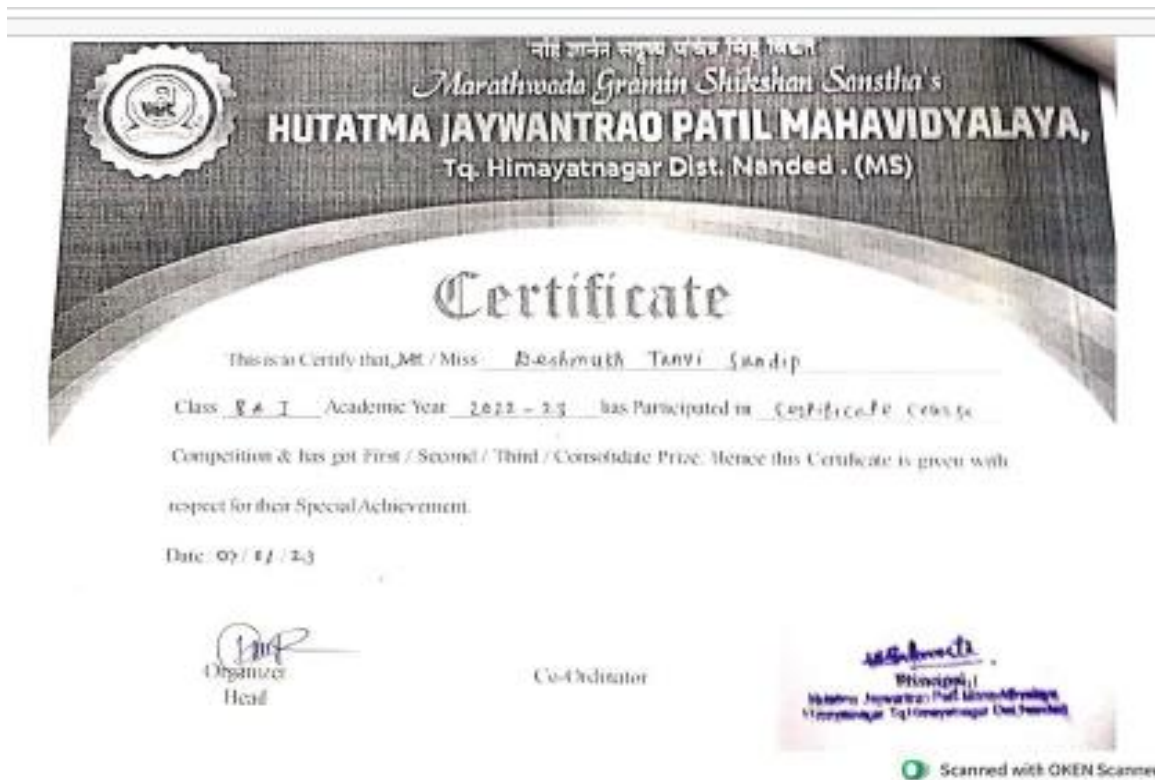 Marathwada Gramin Shikshan Sanstha's
HUTATMA JAYWANTRAO PATIL MAHAVIDYALAYA,
Tq. Himayatnagar Dist. Nanded . (MS)
Certificate
This is to Certify that, Mr / Miss Deshmukh Tanvi Sandip
Class BA I Academic Year 2022 - 23 has Participated in Certificate Course
Competition & has got First / Second / Third / Consolidate Prize. Hence this Certificate is given with
respect for their Special Achievement.
Date
Organizer
Head
Co-Ordinator
Principal
Scanned with OKEN Scanner